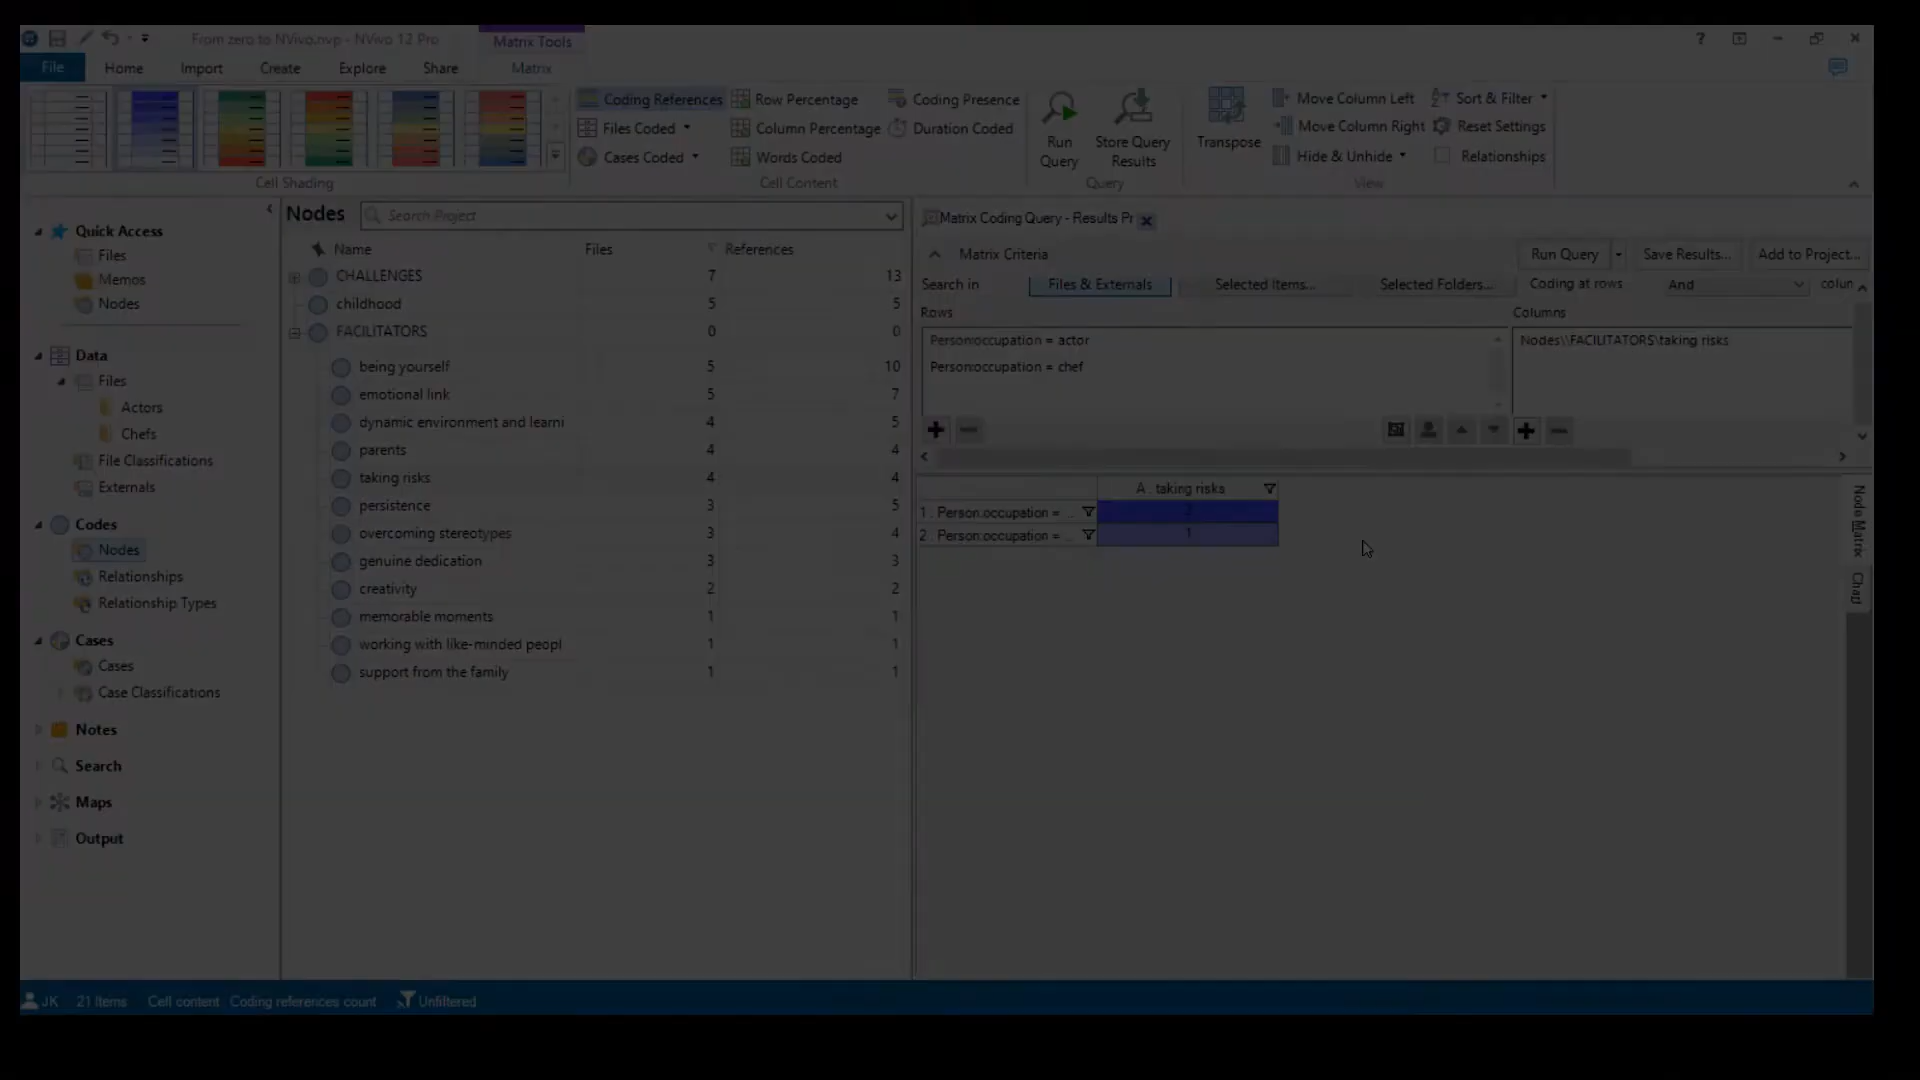 From zero to NVivo.nvp - NVivo 12 Pro
Matrix Tools
File Home Import Create Explore Share Matrix
Coding References
Files Coded
Cases Coded
Row Percentage
Column Percentage
Words Coded
Coding Presence
Duration Coded
Run Query
Store Query Results
Transpose
Move Column Left
Move Column Right
Hide & Unhide
Sort & Filter
Reset Settings
Relationships
Cell Shading
Cell Content
Query
View
Quick Access
Files
Memos
Nodes
Data
Files
Actors
Chefs
File Classifications
Externals
Codes
Nodes
Relationships
Relationship Types
Cases
Cases
Case Classifications
Notes
Search
Maps
Output
Nodes
Search Project
Name Files References
CHALLENGES 7 13
childhood 5 5
FACILITATORS 0 0
being yourself 5 10
emotional link 5 7
dynamic environment and learni 4 5
parents 4 4
taking risks 4 4
persistence 3 5
overcoming stereotypes 3 4
genuine dedication 3 3
creativity 2 2
memorable moments 1 1
working with like-minded peopl 1 1
support from the family 1 1
Matrix Coding Query - Results Pr
Matrix Criteria
Run Query
Save Results...
Add to Project...
Search in Files & Externals Selected Items... Selected Folders... Coding at rows And colun
Rows
Person:occupation = actor
Person:occupation = chef
Columns
Nodes\\FACILITATORS\taking risks
A : taking risks
1 : Person:occupation = ...
2 : Person:occupation = ... 1
Node Matrix
Chart
JK 21 Items Cell content Coding references count Unfiltered